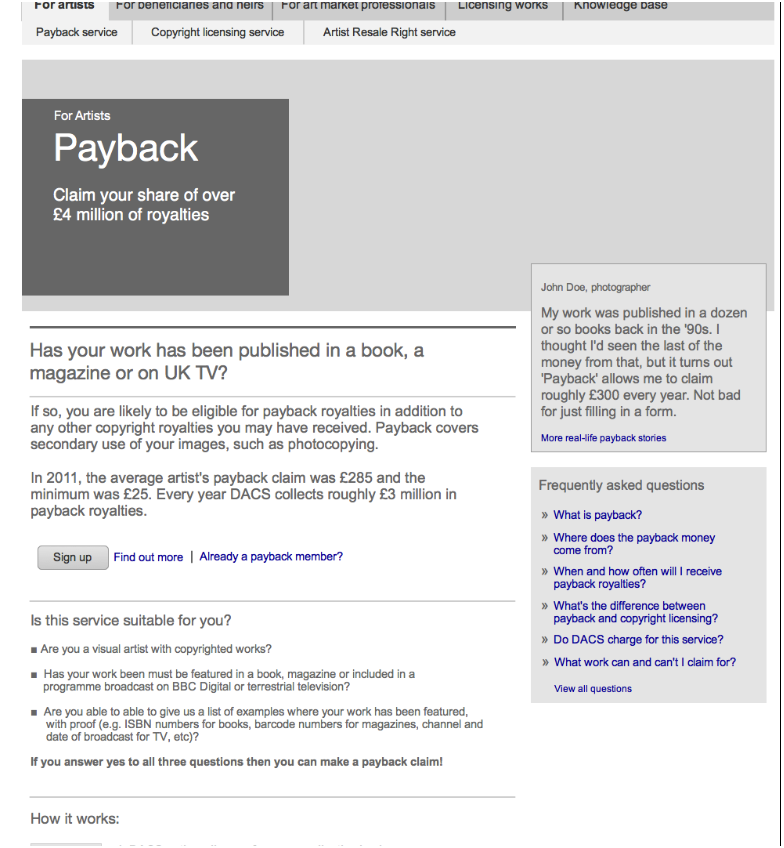 For artists For beneficiaries and heirs For art market professionals Licensing works Knowledge base
Payback service Copyright licensing service Artist Resale Right service
For Artists
Payback
Claim your share of over
£4 million of royalties
John Doe, photographer
My work was published in a dozen
or so books back in the '90s. I
thought I'd seen the last of the
money from that, but it turns out
'Payback' allows me to claim
roughly £300 every year. Not bad
for just filling in a form.
More real-life payback stories
Has your work has been published in a book, a
magazine or on UK TV?
If so, you are likely to be eligible for payback royalties in addition to
any other copyright royalties you may have received. Payback covers
secondary use of your images, such as photocopying.
In 2011, the average artist's payback claim was £285 and the
minimum was £25. Every year DACS collects roughly £3 million in
payback royalties.
Sign up Find out more | Already a payback member?
Frequently asked questions
» What is payback?
» Where does the payback money
come from?
» When and how often will I receive
payback royalties?
» What's the difference between
payback and copyright licensing?
» Do DACS charge for this service?
» What work can and can't I claim for?
View all questions
Is this service suitable for you?
■ Are you a visual artist with copyrighted works?
■ Has your work been must be featured in a book, magazine or included in a
programme broadcast on BBC Digital or terrestrial television?
■ Are you able to able to give us a list of examples where your work has been featured,
with proof (e.g. ISBN numbers for books, barcode numbers for magazines, channel and
date of broadcast for TV, etc)?
If you answer yes to all three questions then you can make a payback claim!
How it works: